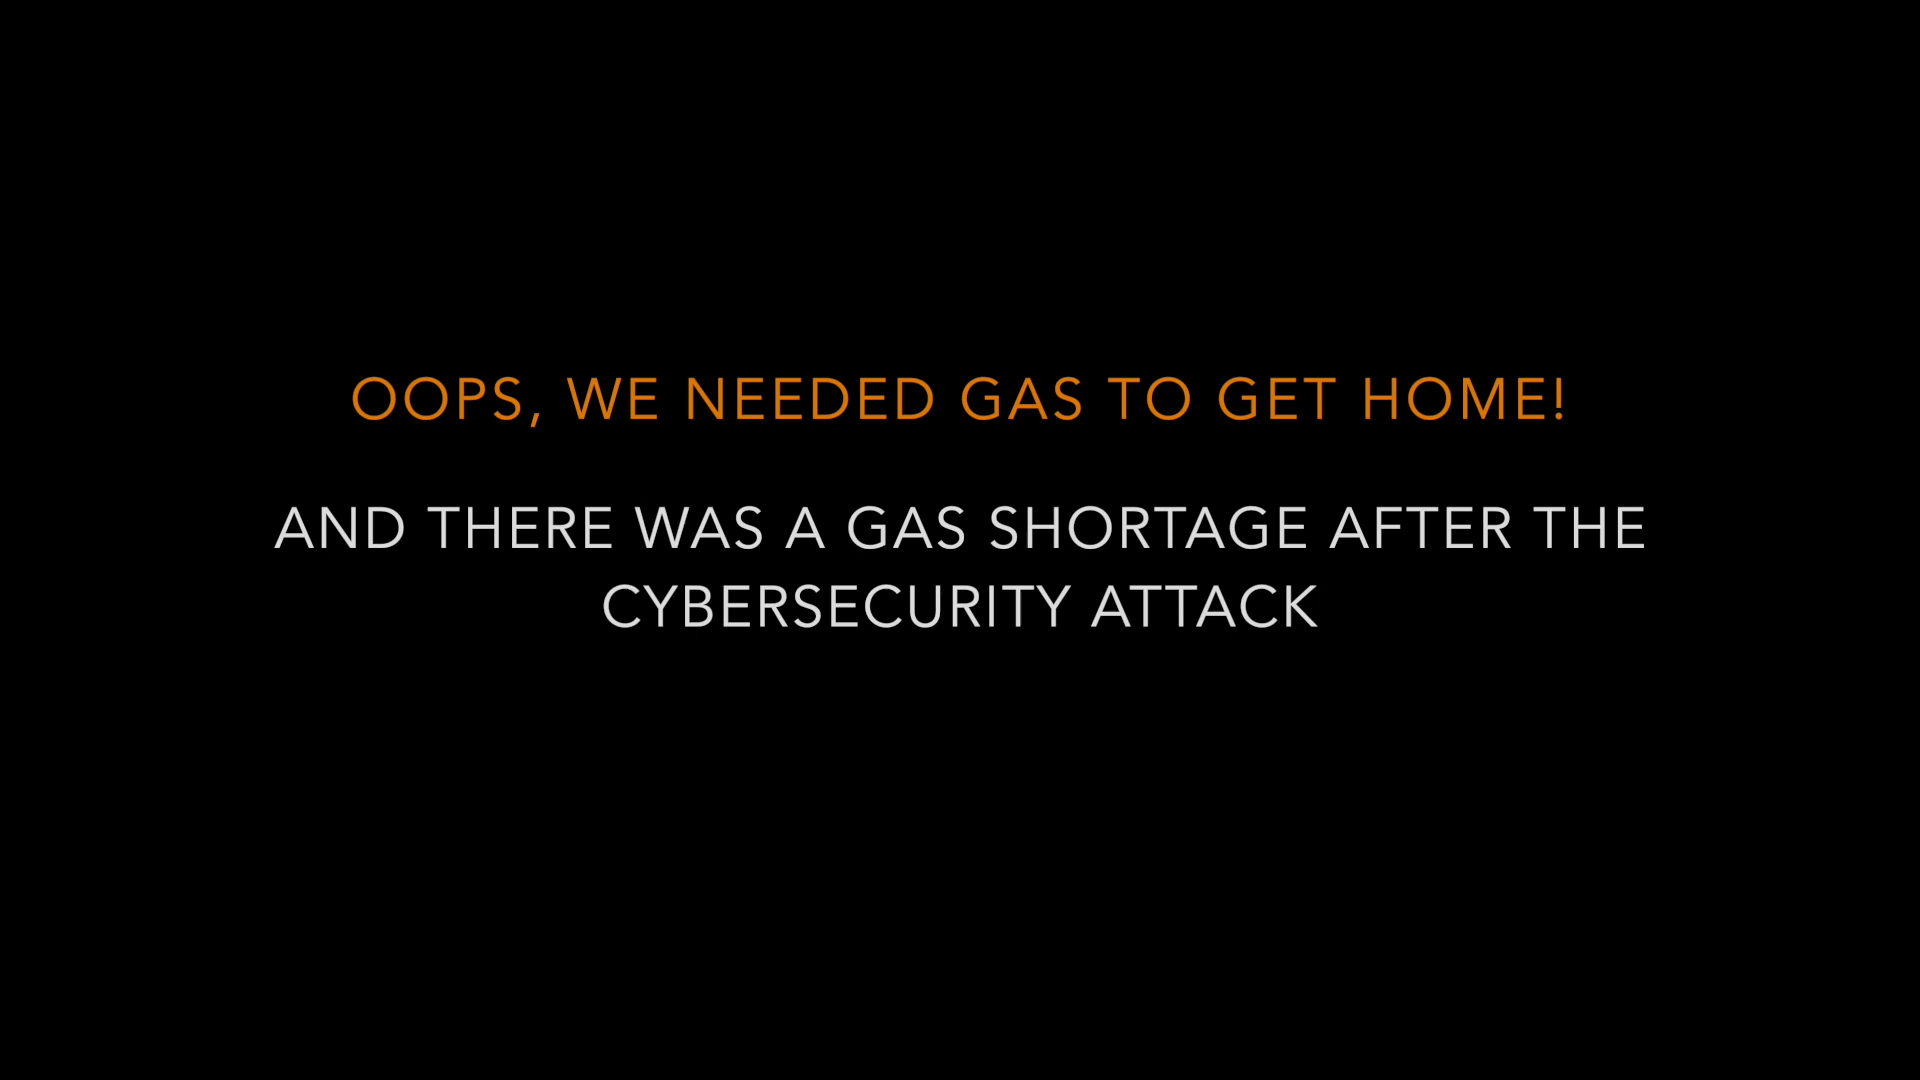 OOPS, WE NEEDED GAS TO GET HOME!
AND THERE WAS A GAS SHORTAGE AFTER THE
CYBERSECURITY ATTACK